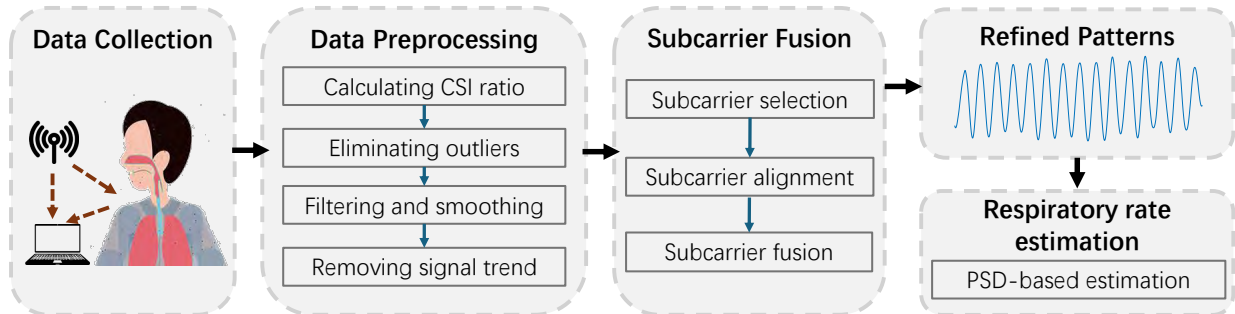 Data Collection
Data Preprocessing
Calculating CSI ratio
Eliminating outliers
Filtering and smoothing
Removing signal trend
Subcarrier Fusion
Subcarrier selection
Subcarrier alignment
Subcarrier fusion
Refined Patterns
Respiratory rate
estimation
PSD-based estimation